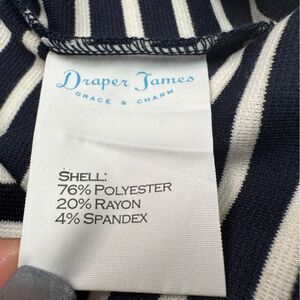 Draper James
GRACE & CHARM
SHELL:
76% POLYESTER
20% RAYON
4% SPANDEX